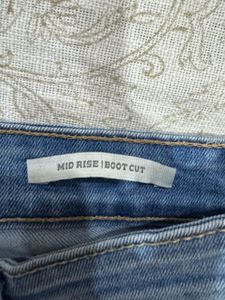 MID RISE | BOOT CUT